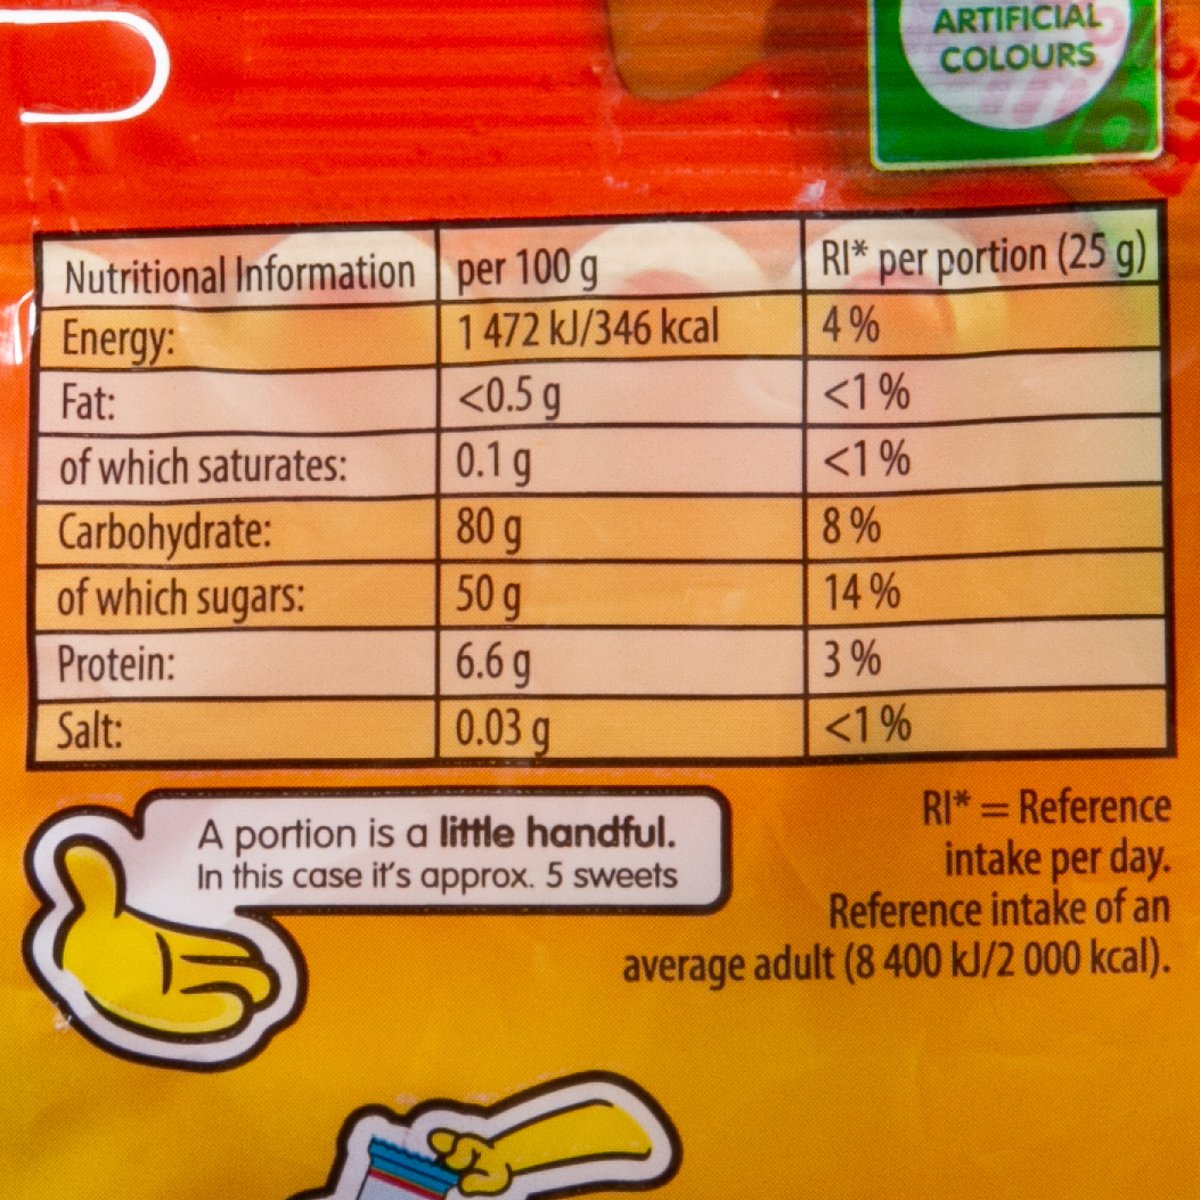 ARTIFICIAL
COLOURS
Nutritional Information per 100 g RI* per portion (25 g)
Energy: 1 472 kJ/346 kcal 4 %
Fat: <0.5 g <1 %
of which saturates: 0.1 g <1 %
Carbohydrate: 80 g 8 %
of which sugars: 50 g 14 %
Protein: 6.6 g 3 %
Salt: 0.03 g <1 %
A portion is a little handful.
In this case it's approx. 5 sweets
RI* = Reference
intake per day.
Reference intake of an
average adult (8 400 kJ/2 000 kcal).